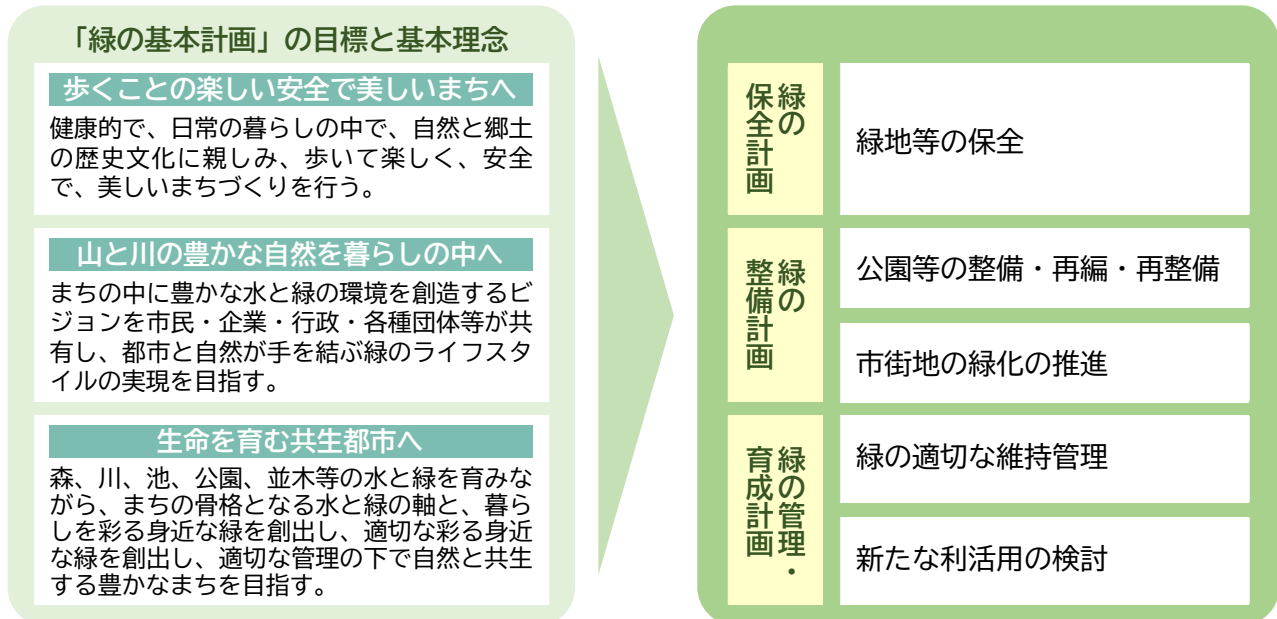 「緑の基本計画」の目標と基本理念
歩くことの楽しい安全で美しいまちへ
健康的で、日常の暮らしの中で、自然と郷土
の歴史文化に親しみ、歩いて楽しく、安全
で、美しいまちづくりを行う。
山と川の豊かな自然を暮らしの中へ
まちの中に豊かな水と緑の環境を創造するビ
ジョンを市民・企業・行政・各種団体等が共
有し、都市と自然が手を結ぶ緑のライフスタ
イルの実現を目指す。
生命を育む共生都市へ
森、川、池、公園、並木等の水と緑を育みな
がら、まちの骨格となる水と緑の軸と、暮ら
しを彩る身近な緑を創出し、適切な彩る身近
な緑を創出し、適切な管理の下で自然と共生
する豊かなまちを目指す。
緑の
保全計画
緑地等の保全
緑の
整備計画
公園等の整備・再編・再整備
市街地の緑化の推進
緑の管理・
育成計画
緑の適切な維持管理
新たな利活用の検討